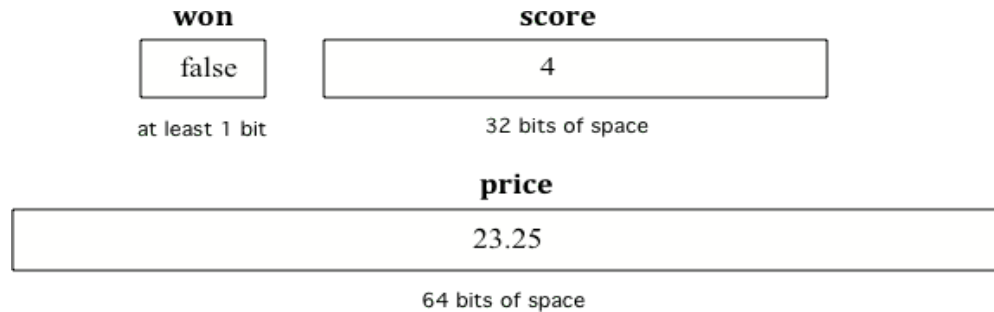 won score
false 4
at least 1 bit 32 bits of space
price
23.25
64 bits of space